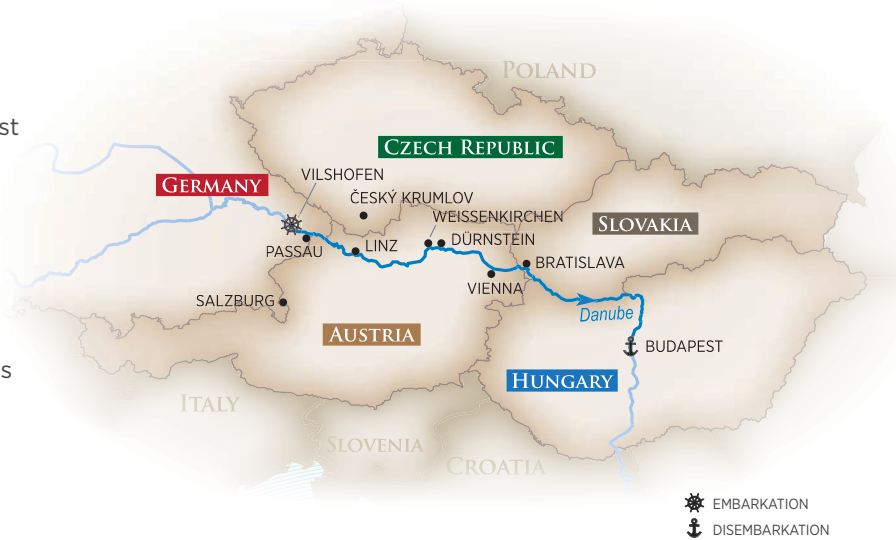 POLAND
st
CZECH REPUBLIC
VILSHOFEN
GERMANY
ČESKÝ KRUMLOV
WEISSENKIRCHEN
SLOVAKIA
LINZ
DÜRNSTEIN
PASSAU
BRATISLAVA
VIENNA
SALZBURG
Danube
AUSTRIA
BUDAPEST
s
HUNGARY
ITALY
SLOVENIA
CROATIA
EMBARKATION
DISEMBARKATION